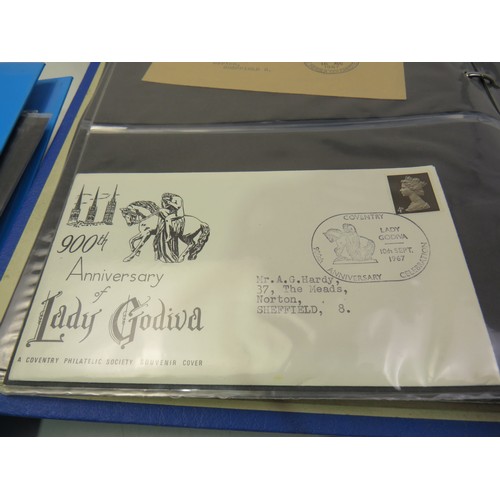 900th
Anniversary
of
Lady Godiva
A COVENTRY PHILATELIC SOCIETY SOUVENIR COVER
COVENTRY
LADY
GODIVA
10th SEPT.
1967
ANNIVERSARY CELEBRATION
Mr.A.G.Hardy,
37, The Meads,
Norton,
SHEFFIELD, 8.